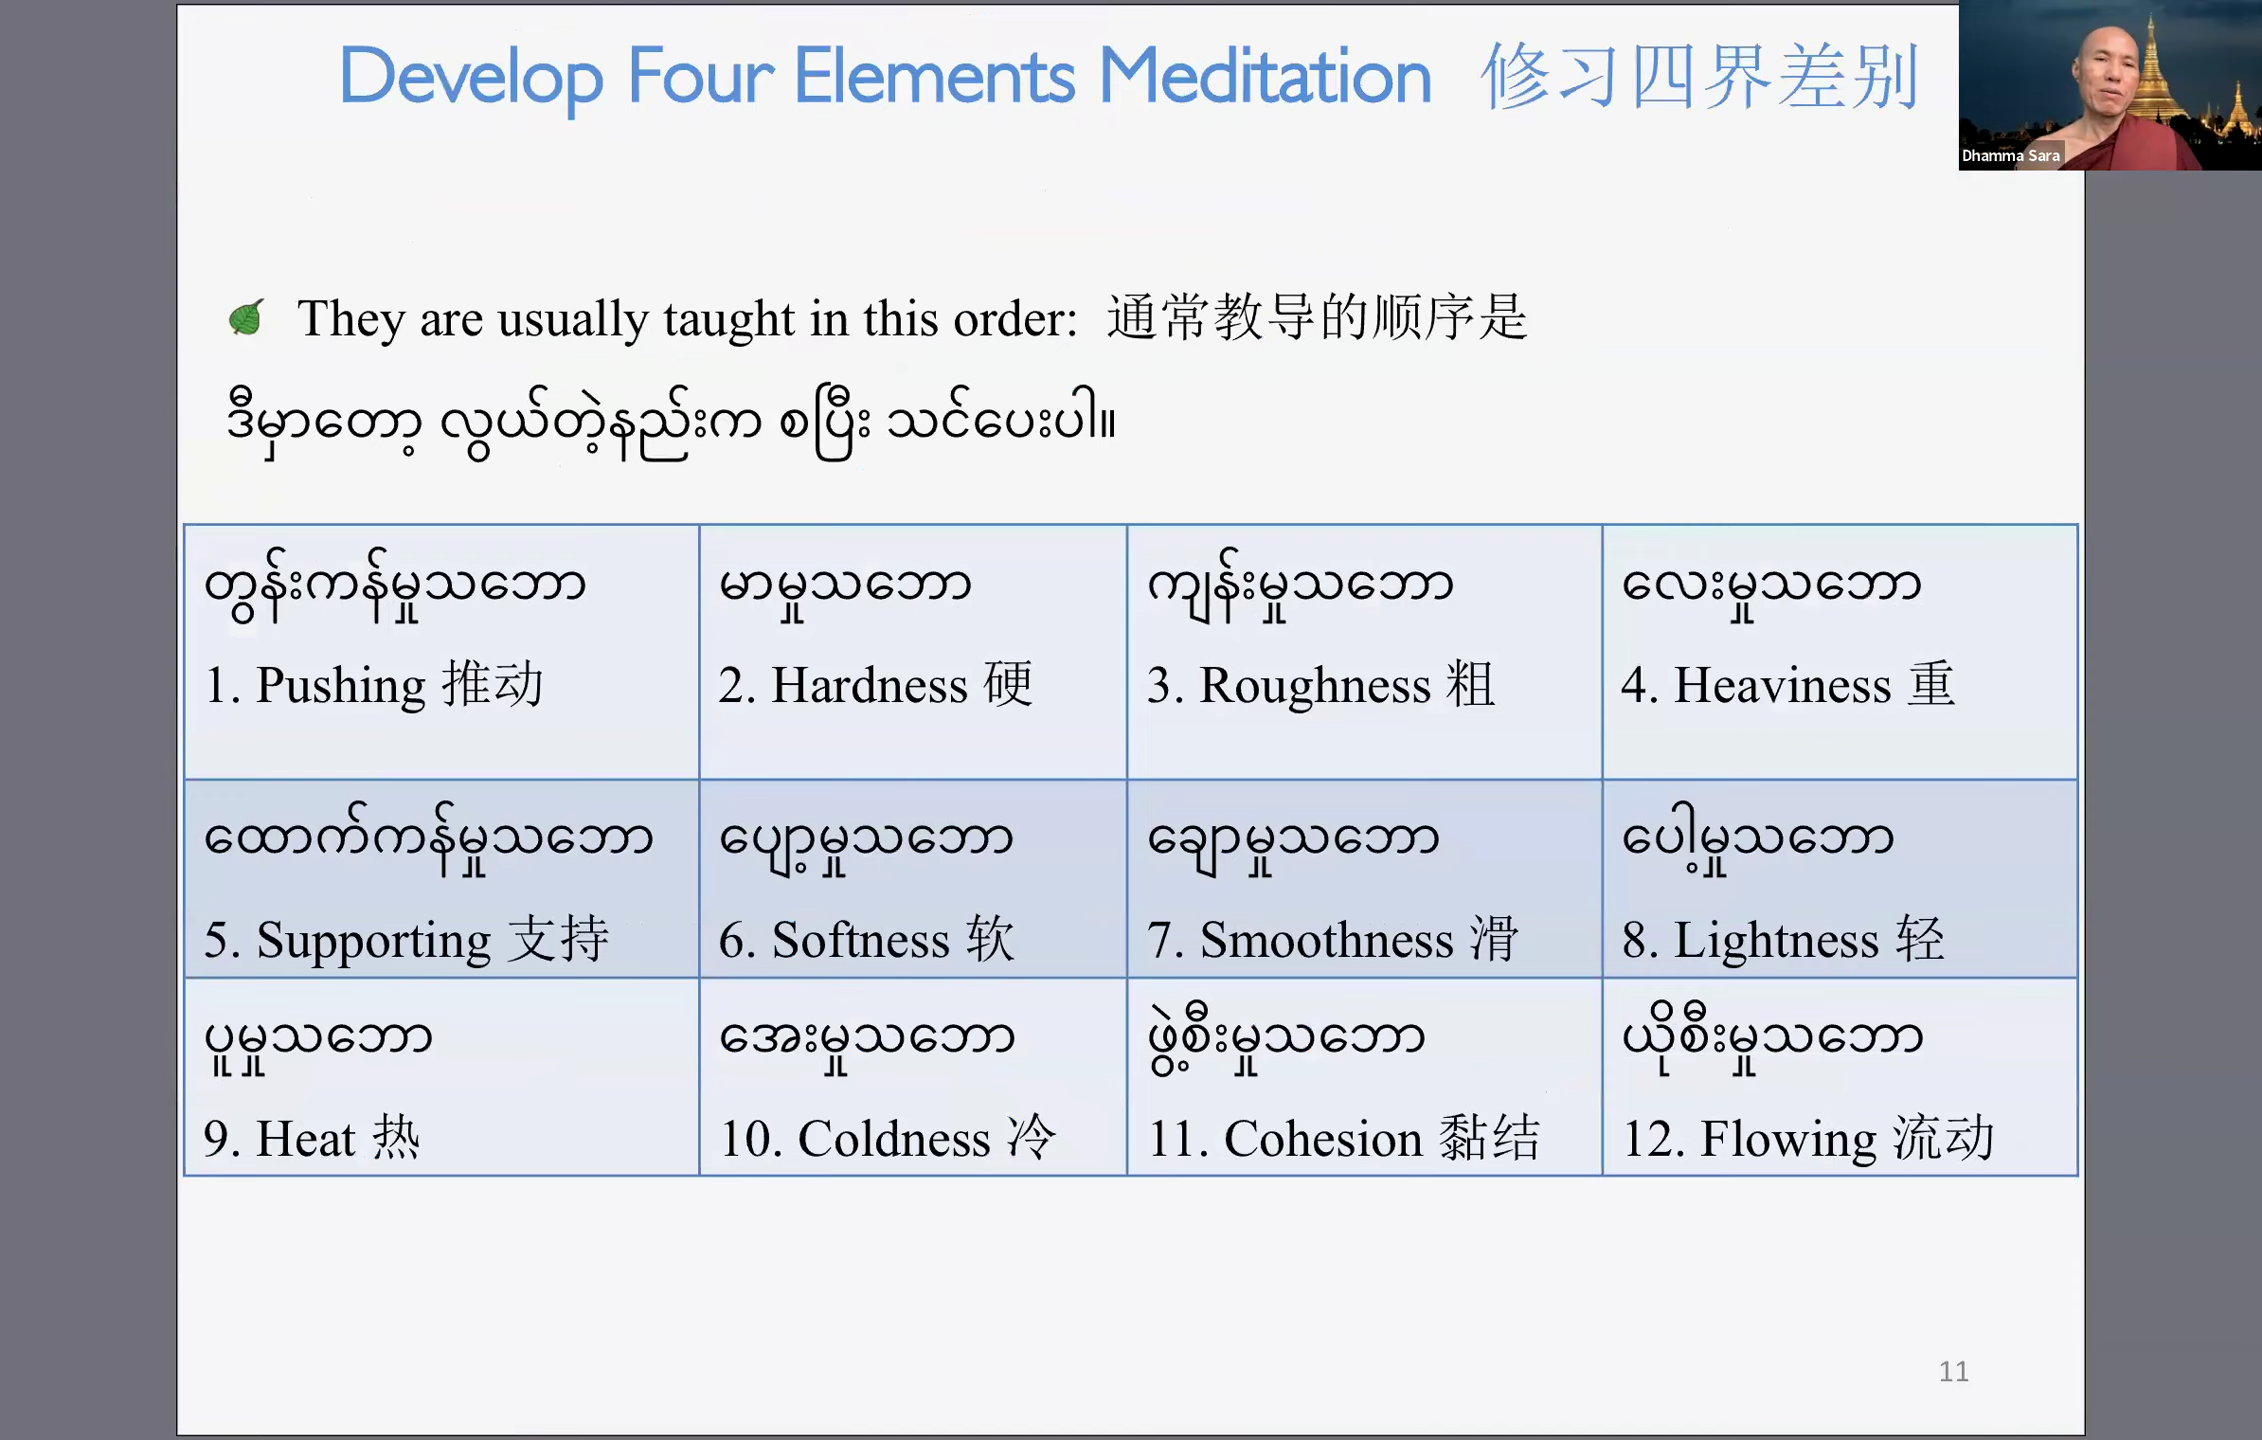 Develop Four Elements Meditation 修习四界差别
Dhamma Sara
They are usually taught in this order: 通常教导的顺序是
ဒီမှာတော့ လွယ်တဲ့နည်းက စပြီး သင်ပေးပါ။
တွန်းကန်မှုသဘော
1. Pushing 推动
မာမှုသဘော
2. Hardness 硬
ကျန်းမှုသဘော
3. Roughness 粗
လေးမှုသဘော
4. Heaviness 重
ထောက်ကန်မှုသဘော
5. Supporting 支持
ပျော့မှုသဘော
6. Softness 软
ချောမှုသဘော
7. Smoothness 滑
ပေါ့မှုသဘော
8. Lightness 轻
ပူမှုသဘော
9. Heat 热
အေးမှုသဘော
10. Coldness 冷
ဖွဲ့စီးမှုသဘော
11. Cohesion 黏结
ယိုစီးမှုသဘော
12. Flowing 流动
11